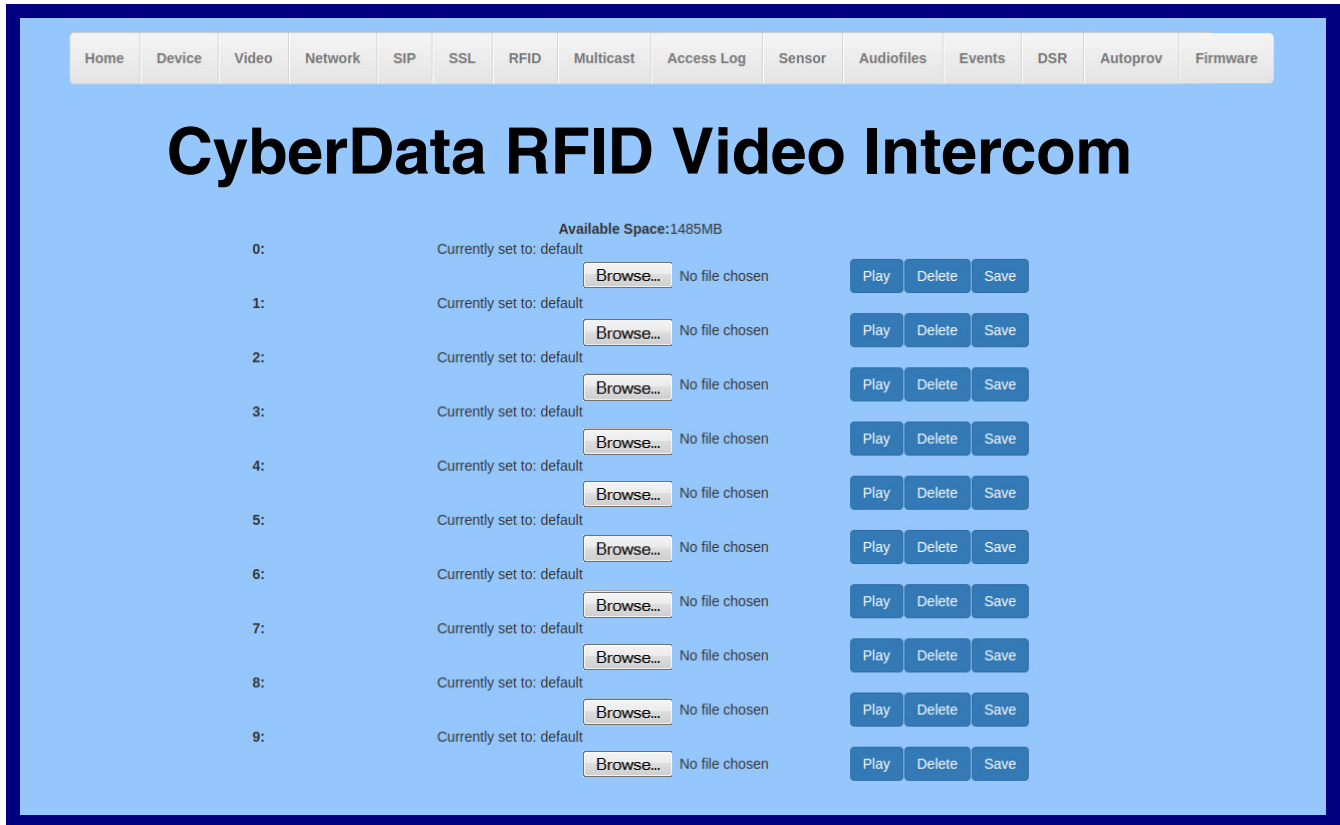 Home Device Video Network SIP SSL RFID Multicast Access Log Sensor Audiofiles Events DSR Autoprov Firmware
CyberData RFID Video Intercom
Available Space:1485MB
0: Currently set to: default
Browse... No file chosen Play Delete Save
1: Currently set to: default
Browse... No file chosen Play Delete Save
2: Currently set to: default
Browse... No file chosen Play Delete Save
3: Currently set to: default
Browse... No file chosen Play Delete Save
4: Currently set to: default
Browse... No file chosen Play Delete Save
5: Currently set to: default
Browse... No file chosen Play Delete Save
6: Currently set to: default
Browse... No file chosen Play Delete Save
7: Currently set to: default
Browse... No file chosen Play Delete Save
8: Currently set to: default
Browse... No file chosen Play Delete Save
9: Currently set to: default
Browse... No file chosen Play Delete Save